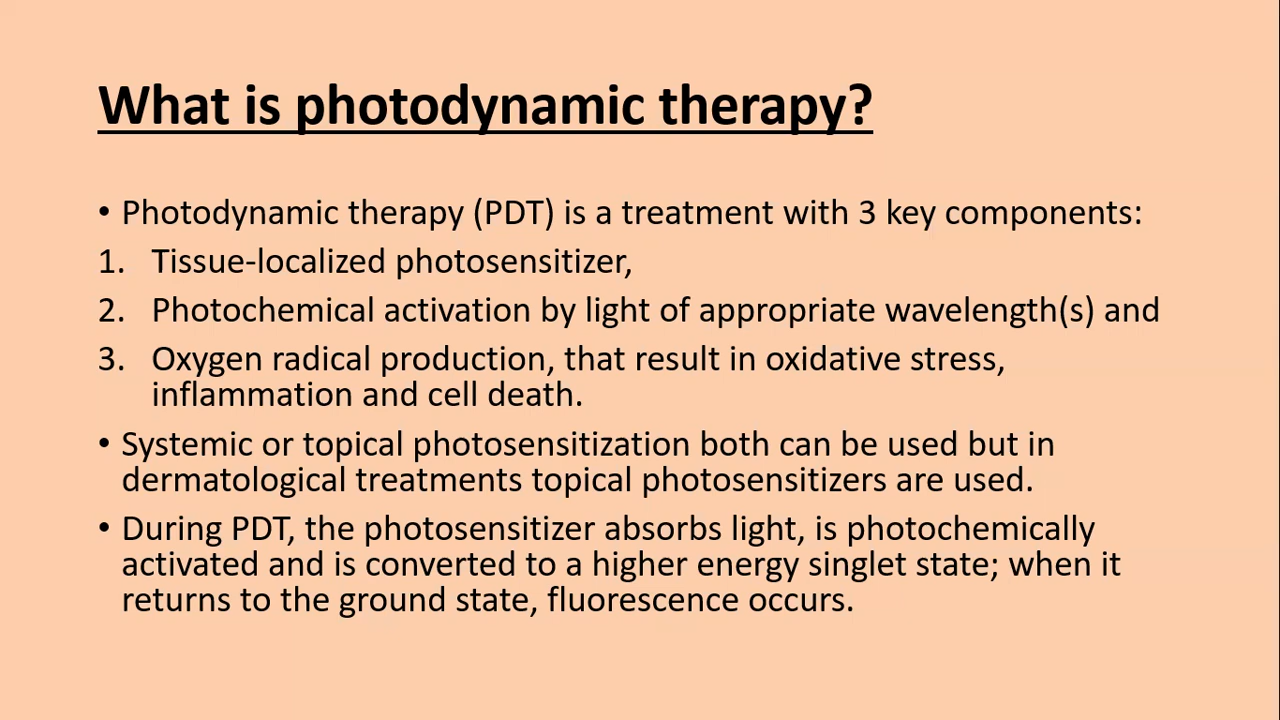 What is photodynamic therapy?
• Photodynamic therapy (PDT) is a treatment with 3 key components:
1. Tissue-localized photosensitizer,
2. Photochemical activation by light of appropriate wavelength(s) and
3. Oxygen radical production, that result in oxidative stress,
inflammation and cell death.
• Systemic or topical photosensitization both can be used but in
dermatological treatments topical photosensitizers are used.
• During PDT, the photosensitizer absorbs light, is photochemically
activated and is converted to a higher energy singlet state; when it
returns to the ground state, fluorescence occurs.